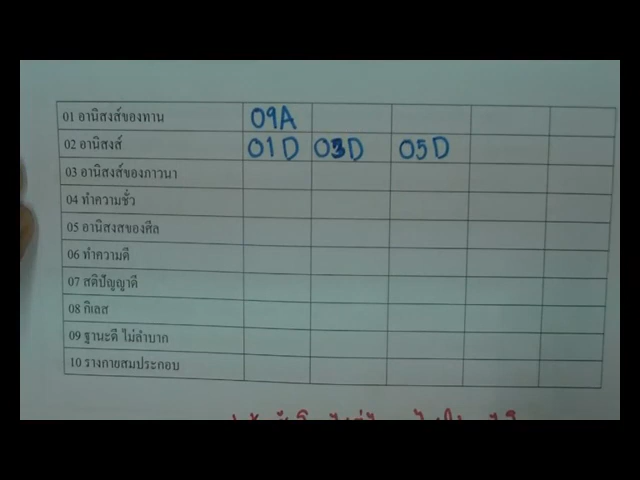 01 อานิสงส์ของทาน 09A
02 อานิสงส์ 01D 03D 05D
03 อานิสงส์ของภาวนา
04 ทำความชั่ว
05 อานิสงสของศีล
06 ทำความดี
07 สติปัญญาดี
08 กิเลส
09 ฐานะดี ไม่ลำบาก
10 รางกายสมประกอบ